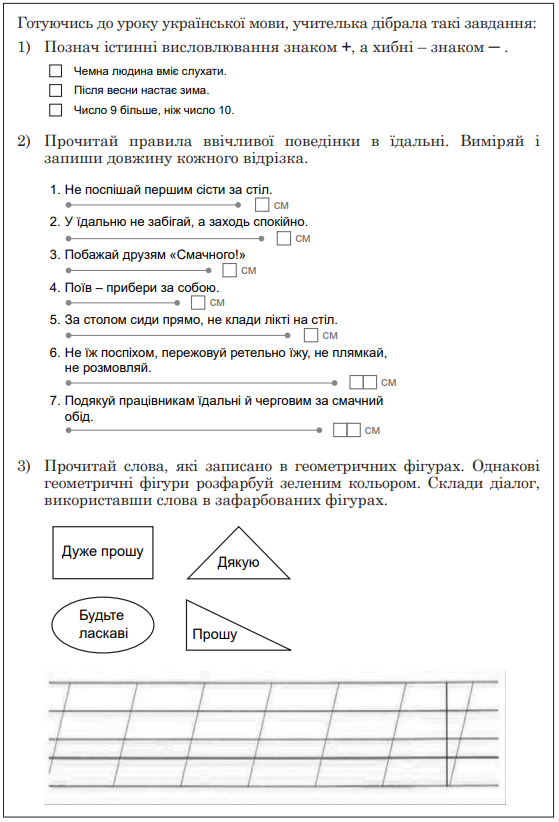 Готуючись до уроку української мови, учителька дібрала такі завдання:
1) Познач істинні висловлювання знаком +, а хибні – знаком — .
Чемна людина вміє слухати.
Після весни настає зима.
Число 9 більше, ніж число 10.
2) Прочитай правила ввічливої поведінки в їдальні. Виміряй і
запиши довжину кожного відрізка.
1. Не поспішай першим сісти за стіл.
см
2. У їдальню не забігай, а заходь спокійно.
см
3. Побажай друзям «Смачного!»
см
4. Поїв – прибери за собою.
см
5. За столом сиди прямо, не клади лікті на стіл.
см
6. Не їж поспіхом, пережовуй ретельно їжу, не плямкай,
не розмовляй.
см
7. Подякуй працівникам їдальні й черговим за смачний
обід.
см
3) Прочитай слова, які записано в геометричних фігурах. Однакові
геометричні фігури розфарбуй зеленим кольором. Склади діалог,
використавши слова в зафарбованих фігурах.
Дуже прошу
Дякую
Будьте
ласкаві
Прошу